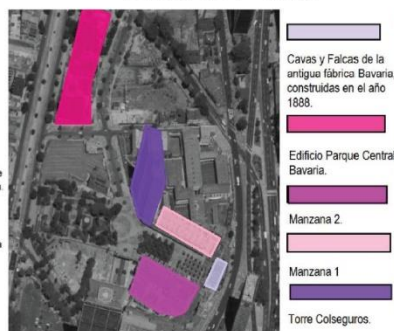 Cavas y Falcas de la
antigua fábrica Bavaria,
construidas en el año
1888.
Edificio Parque Central
Bavaria.
Manzana 2.
Manzana 1
Torre Colseguros.